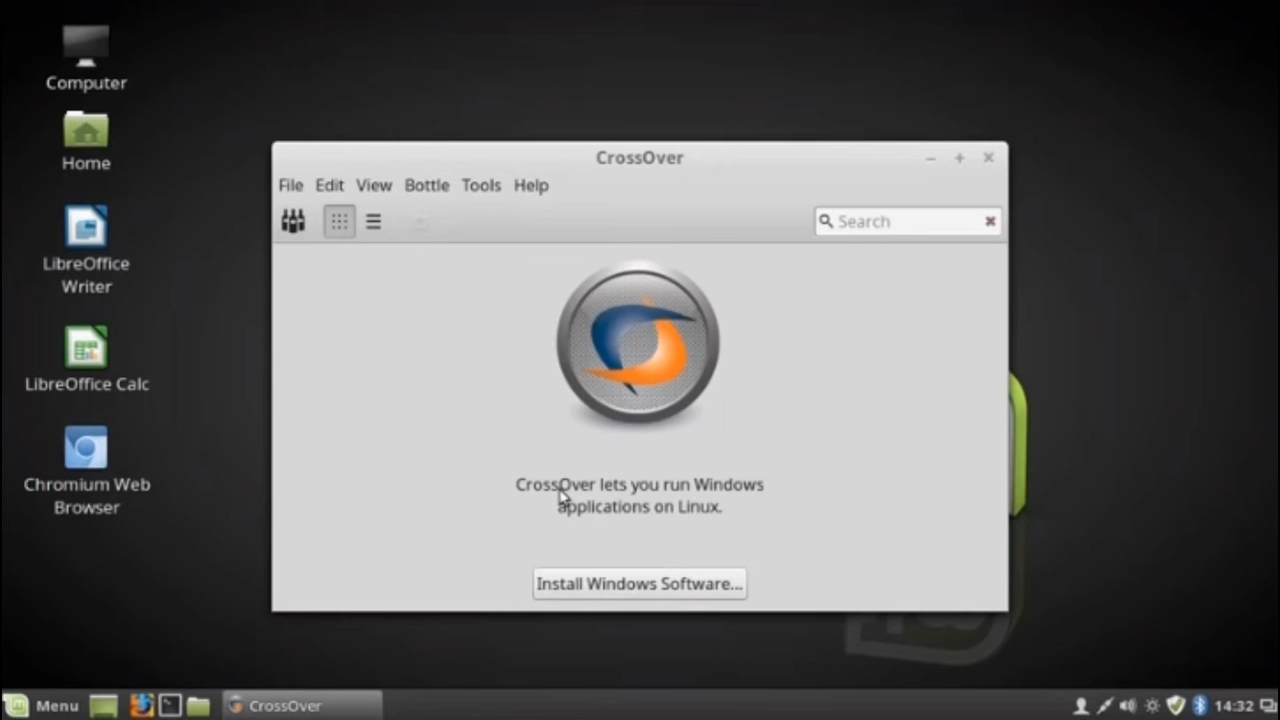 Computer
Home
LibreOffice
Writer
LibreOffice Calc
Chromium Web
Browser
CrossOver
File Edit View Bottle Tools Help
Search
CrossOver lets you run Windows
applications on Linux.
Install Windows Software...
Menu
CrossOver
14:32